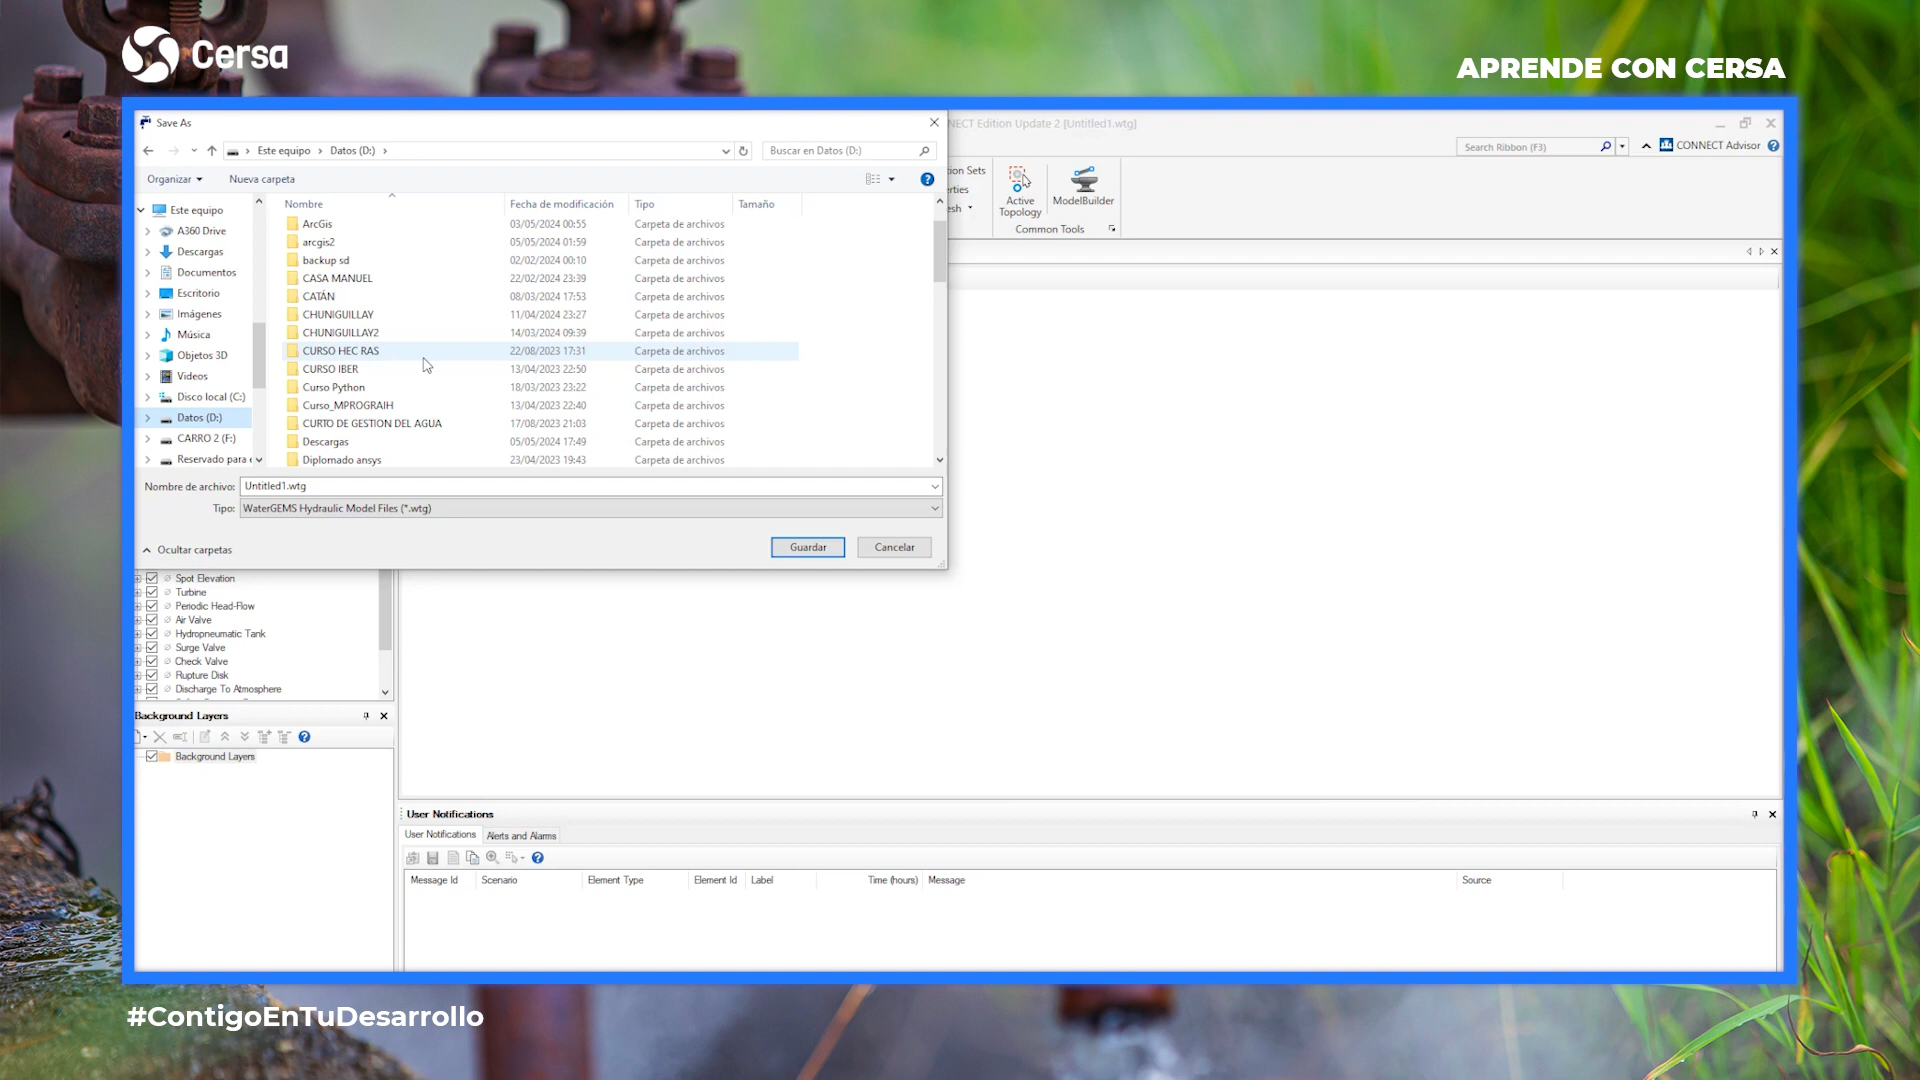 Cersa
APRENDE CON CERSA
Save As
NECT Edition Update 2 [Untitled1.wtg]
Este equipo > Datos (D:) >
Buscar en Datos (D:)
Search Ribbon (F3)
CONNECT Advisor
Organizar
Nueva carpeta
ion Sets
erties
esh
Active
Topology
ModelBuilder
Common Tools
Este equipo
A360 Drive
Descargas
Documentos
Escritorio
Imágenes
Música
Objetos 3D
Videos
Disco local (C:)
Datos (D:)
CARRO 2 (F:)
Reservado para e
Nombre Fecha de modificación Tipo Tamaño
ArcGis 03/05/2024 00:55 Carpeta de archivos
arcgis2 05/05/2024 01:59 Carpeta de archivos
backup sd 02/02/2024 00:10 Carpeta de archivos
CASA MANUEL 22/02/2024 23:39 Carpeta de archivos
CATÁN 08/03/2024 17:53 Carpeta de archivos
CHUNIGUILLAY 11/04/2024 23:27 Carpeta de archivos
CHUNIGUILLAY2 14/03/2024 09:39 Carpeta de archivos
CURSO HEC RAS 22/08/2023 17:31 Carpeta de archivos
CURSO IBER 13/04/2023 22:50 Carpeta de archivos
Curso Python 18/03/2023 23:22 Carpeta de archivos
Curso_MPROGRAIH 13/04/2023 22:40 Carpeta de archivos
CURTO DE GESTION DEL AGUA 17/08/2023 21:03 Carpeta de archivos
Descargas 05/05/2024 17:49 Carpeta de archivos
Diplomado ansys 23/04/2023 19:43 Carpeta de archivos
Nombre de archivo: Untitled1.wtg
Tipo: WaterGEMS Hydraulic Model Files (*.wtg)
Ocultar carpetas
Guardar
Cancelar
Spot Elevation
Turbine
Periodic Head-Flow
Air Valve
Hydropneumatic Tank
Surge Valve
Check Valve
Rupture Disk
Discharge To Atmosphere
Background Layers
Background Layers
User Notifications
User Notifications Alerts and Alarms
Message Id Scenario Element Type Element Id Label Time (hours) Message Source
#ContigoEnTuDesarrollo